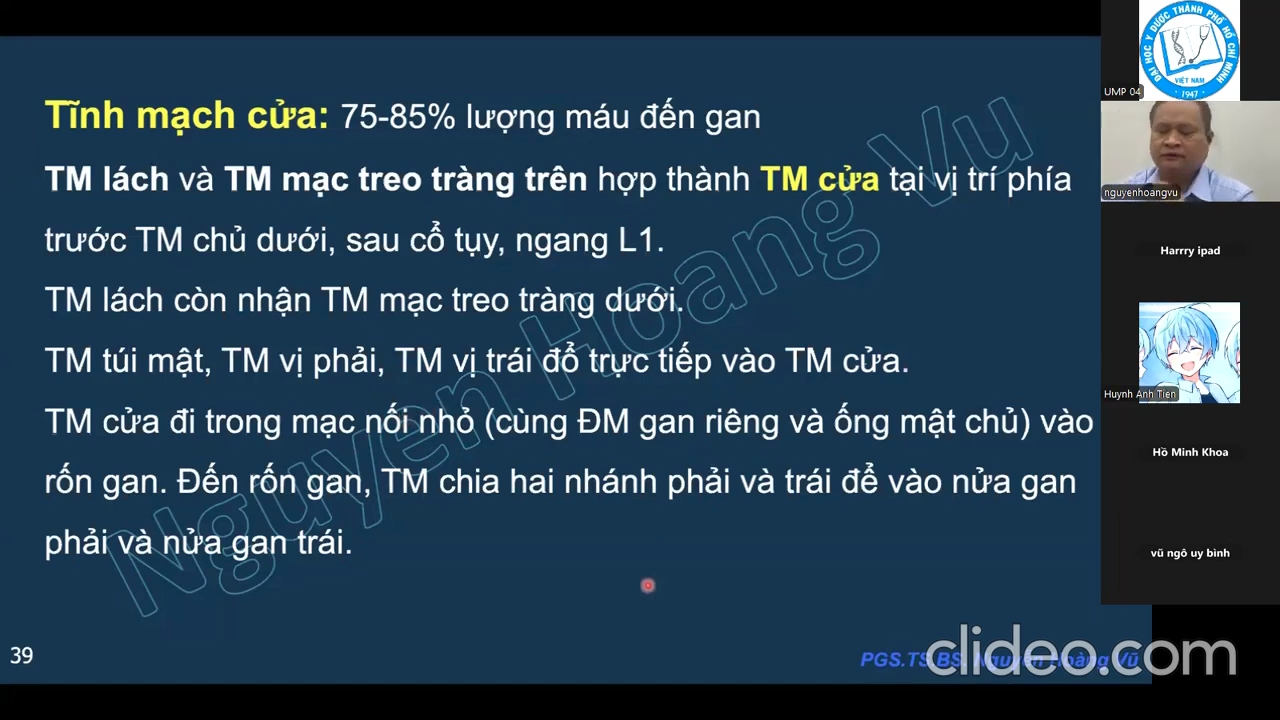 Tĩnh mạch cửa: 75-85% lượng máu đến gan
TM lách và TM mạc treo tràng trên hợp thành TM cửa tại vị trí phía
trước TM chủ dưới, sau cổ tụy, ngang L1.
TM lách còn nhận TM mạc treo tràng dưới.
TM túi mật, TM vị phải, TM vị trái đổ trực tiếp vào TM cửa.
TM cửa đi trong mạc nối nhỏ (cùng ĐM gan riêng và ống mật chủ) vào
rốn gan. Đến rốn gan, TM chia hai nhánh phải và trái để vào nửa gan
phải và nửa gan trái.
Nguyen Hoang Vu
39
PGS.TS.BS. Nguyễn Hoàng Vũ
clideo.com
ĐẠI HỌC Y DƯỢC THÀNH PHỐ HỒ CHÍ MINH
VIỆT NAM
1947
UMP 04
nguyenhoangvu
Harrry ipad
Huynh Anh Tien
Hồ Minh Khoa
vũ ngô uy bình